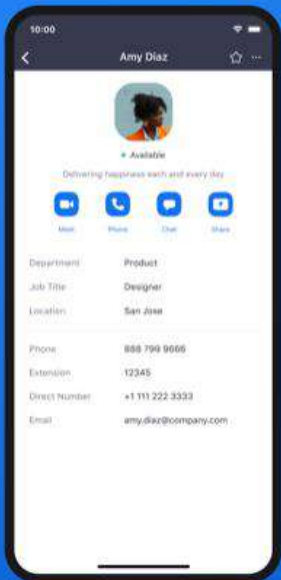 10:00
Amy Diaz
Available
Delivering happiness each and every day
Meet Phone Chat Share
Department Product
Job Title Designer
Location San Jose
Phone 888 799 9666
Extension 12345
Direct Number +1 111 222 3333
Email amy.diaz@company.com